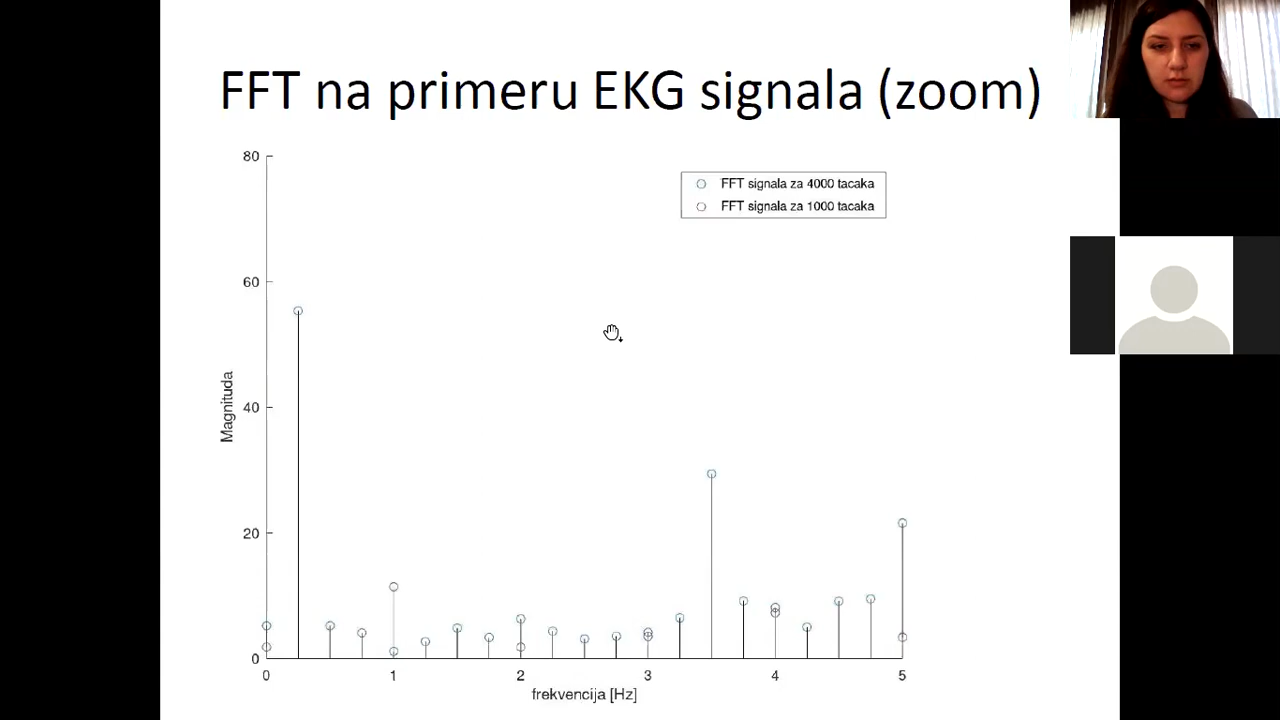 FFT na primeru EKG signala (zoom)
80
FFT signala za 4000 tacaka
FFT signala za 1000 tacaka
60
40
Magnituda
20
0
0 1 2 3 4 5
frekvencija [Hz]